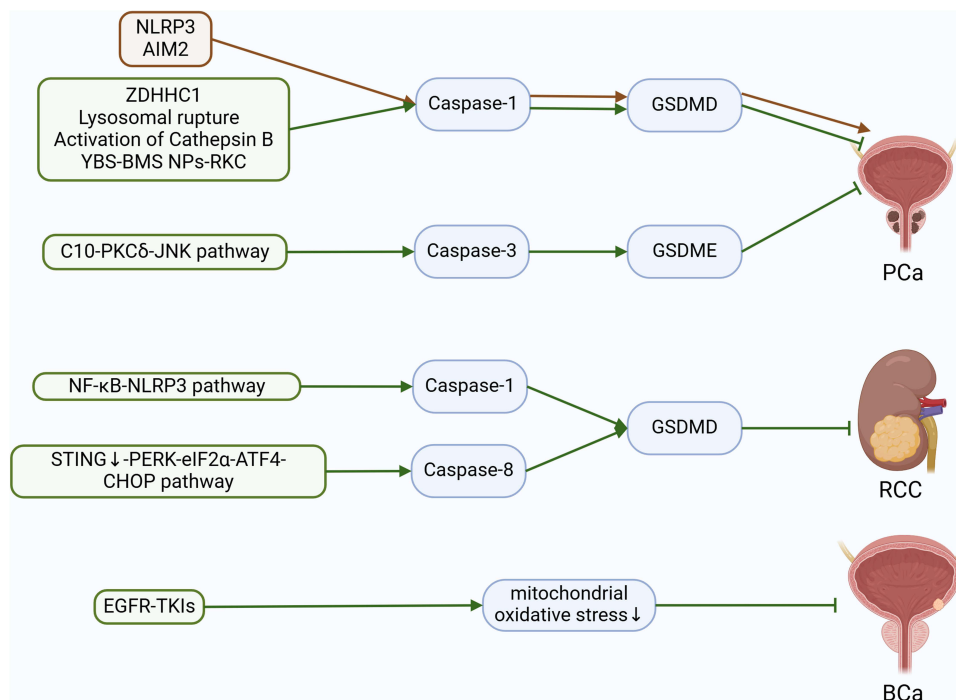 NLRP3
AIM2
ZDHHC1
Lysosomal rupture
Activation of Cathepsin B
YBS-BMS NPs-RKC
Caspase-1
GSDMD
PCa
C10-PKCδ-JNK pathway
Caspase-3
GSDME
NF-κB-NLRP3 pathway
Caspase-1
GSDMD
STING↓-PERK-eIF2α-ATF4-
CHOP pathway
Caspase-8
RCC
EGFR-TKIs
mitochondrial
oxidative stress↓
BCa